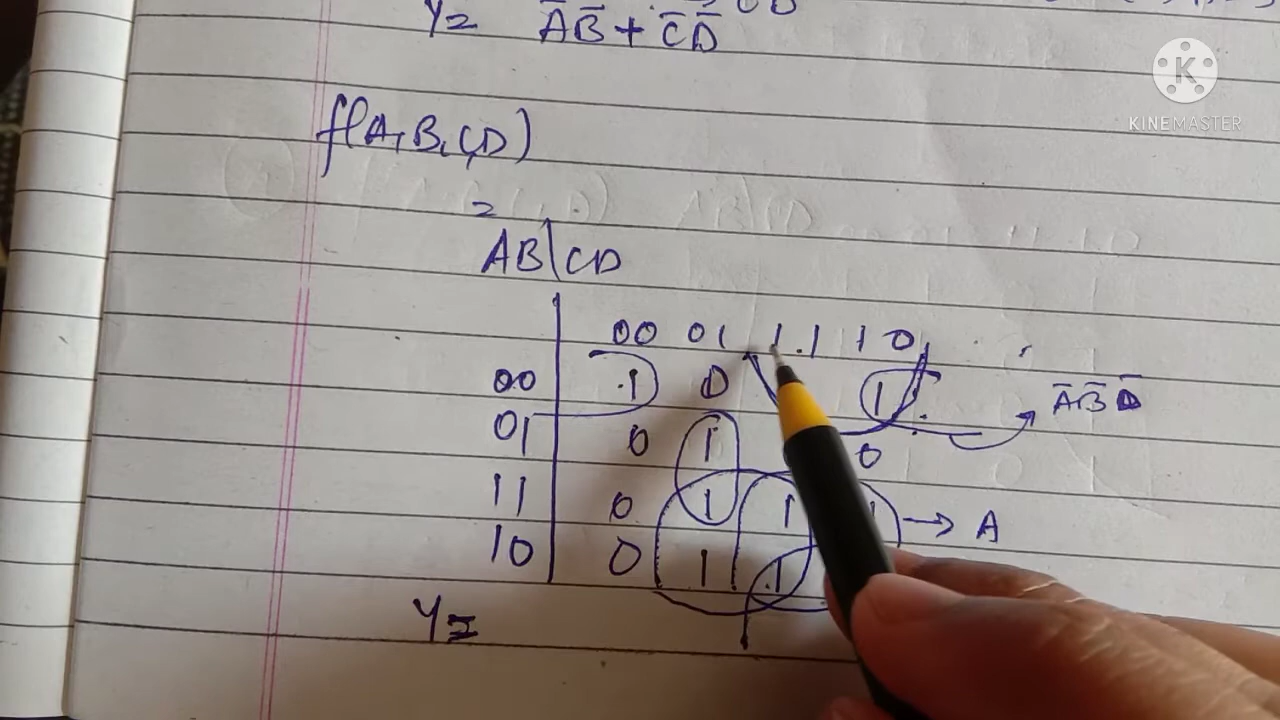 Y= A̅B̅ + C̅D̅
KINEMASTER
f(A,B,C,D)
=
AB\CD
00 01 11 10
00 1 0 1 A̅B̅D̅
01 0 1 0
11 0 1 1 1 → A
10 0 1 1
Y=